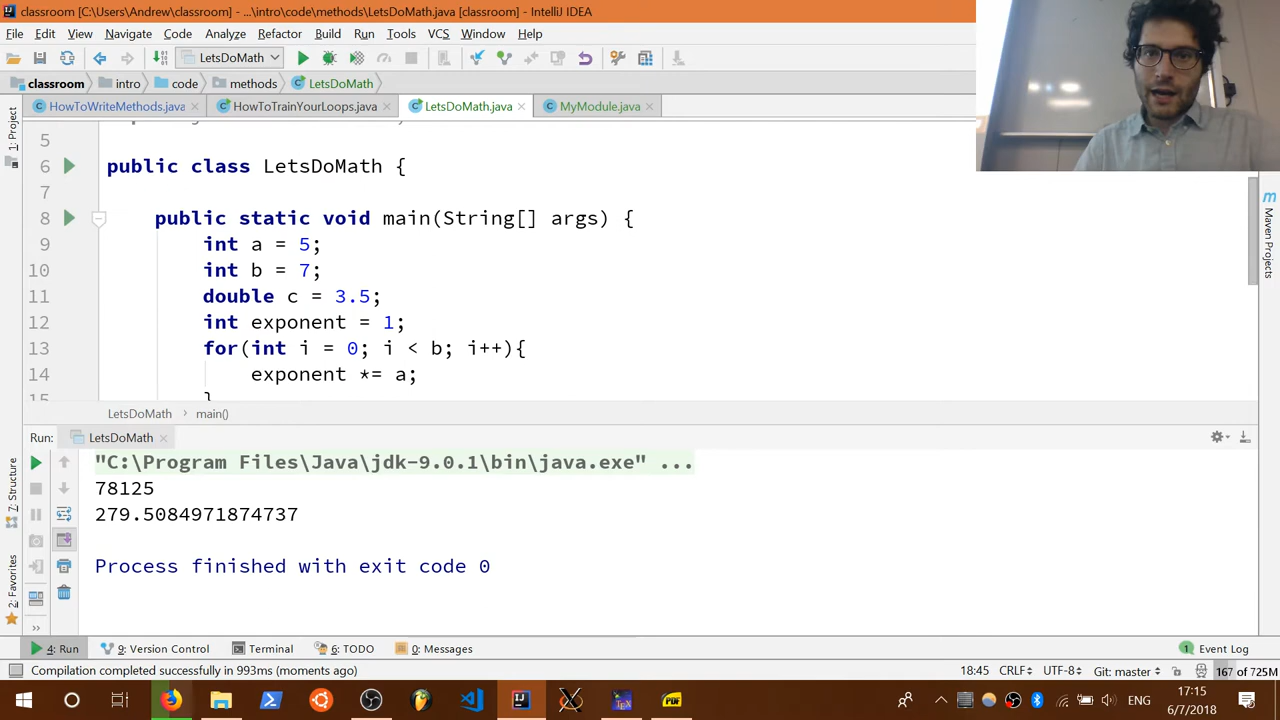 classroom [C:\Users\Andrew\classroom] - ...\intro\code\methods\LetsDoMath.java [classroom] - IntelliJ IDEA
File Edit View Navigate Code Analyze Refactor Build Run Tools VCS Window Help
LetsDoMath
classroom intro code methods LetsDoMath
HowToWriteMethods.java HowToTrainYourLoops.java LetsDoMath.java MyModule.java
1: Project
Maven Projects
5
6 public class LetsDoMath {
7
8 public static void main(String[] args) {
9 int a = 5;
10 int b = 7;
11 double c = 3.5;
12 int exponent = 1;
13 for(int i = 0; i < b; i++){
14 exponent *= a;
15 }
LetsDoMath main()
Run: LetsDoMath
"C:\Program Files\Java\jdk-9.0.1\bin\java.exe" ...
78125
279.5084971874737
Process finished with exit code 0
7: Structure
2: Favorites
4: Run 9: Version Control Terminal 6: TODO 0: Messages 1 Event Log
Compilation completed successfully in 993ms (moments ago) 18:45 CRLF UTF-8 Git: master 167 of 725M
ENG 17:15
6/7/2018